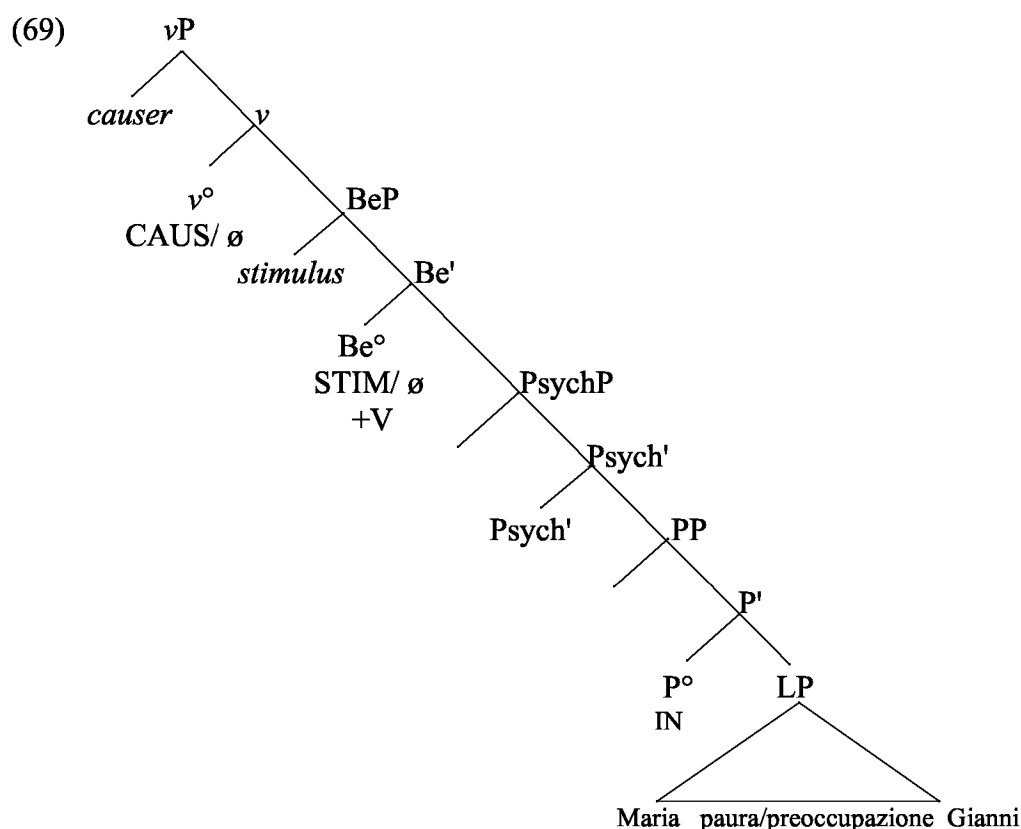 (69)
vP
causer
v
v°
CAUS/ ø
BeP
stimulus
Be'
Be°
STIM/ ø
+V
PsychP
Psych'
Psych'
PP
P'
P°
IN
LP
Maria paura/preoccupazione Gianni